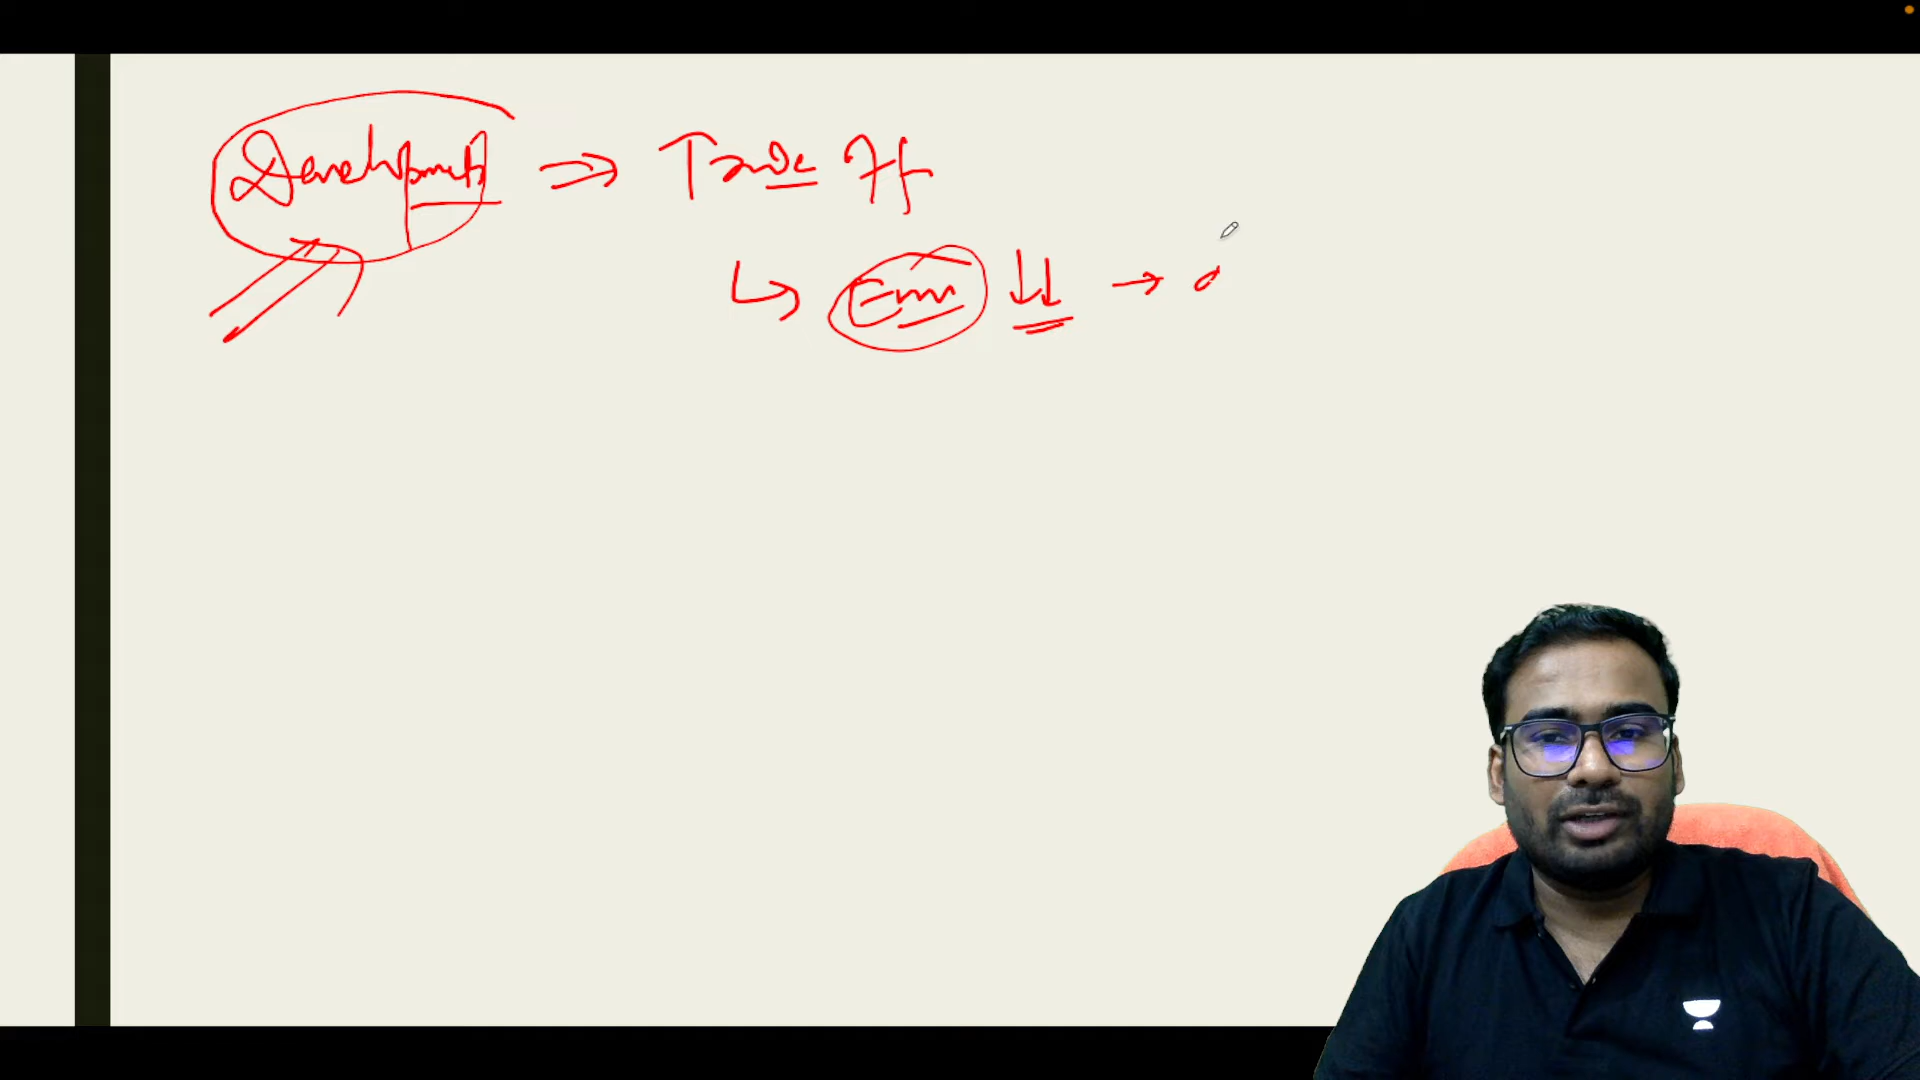 Development ⇒ Trade off
↳ Env ↓↓ →